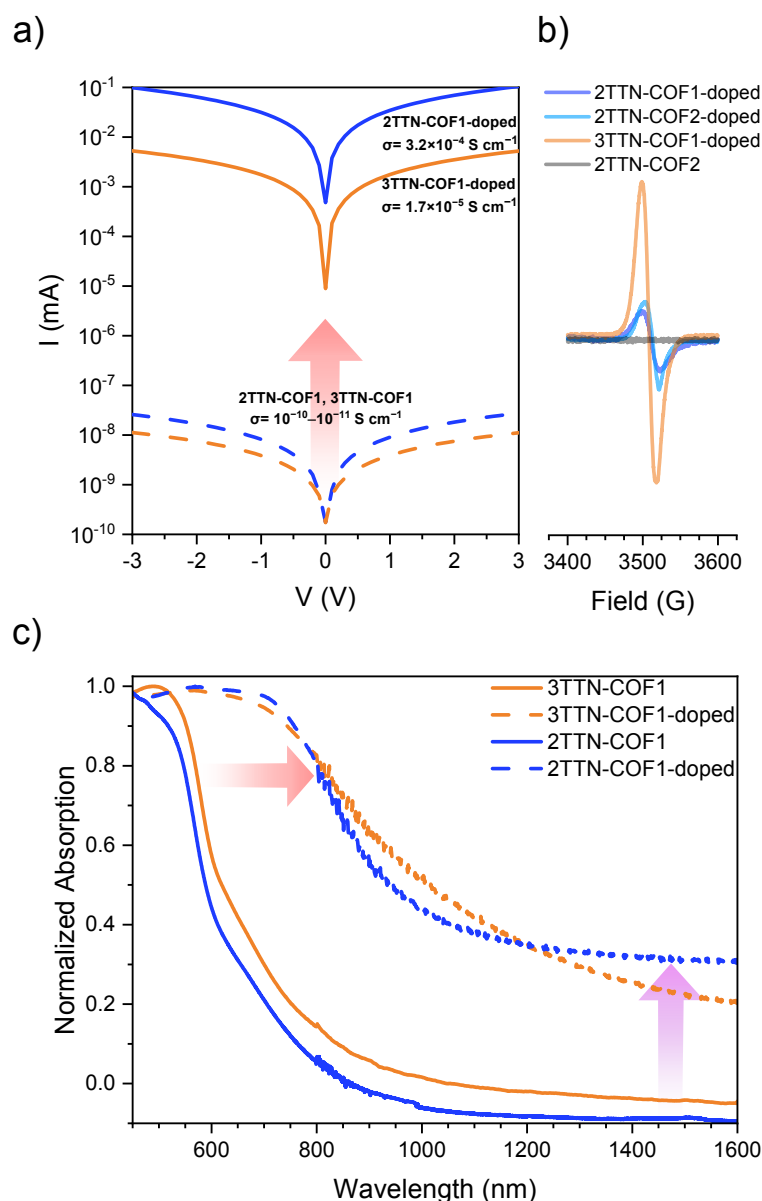 a)
10⁻¹
10⁻²
10⁻³
10⁻⁴
10⁻⁵
10⁻⁶
10⁻⁷
10⁻⁸
10⁻⁹
10⁻¹⁰
I (mA)
2TTN-COF1-doped
σ= 3.2×10⁻⁴ S cm⁻¹
3TTN-COF1-doped
σ= 1.7×10⁻⁵ S cm⁻¹
2TTN-COF1, 3TTN-COF1
σ= 10⁻¹⁰–10⁻¹¹ S cm⁻¹
-3 -2 -1 0 1 2 3
V (V)
b)
2TTN-COF1-doped
2TTN-COF2-doped
3TTN-COF1-doped
2TTN-COF2
3400 3500 3600
Field (G)
c)
1.0
0.8
0.6
0.4
0.2
0.0
Normalized Absorption
3TTN-COF1
3TTN-COF1-doped
2TTN-COF1
2TTN-COF1-doped
600 800 1000 1200 1400 1600
Wavelength (nm)